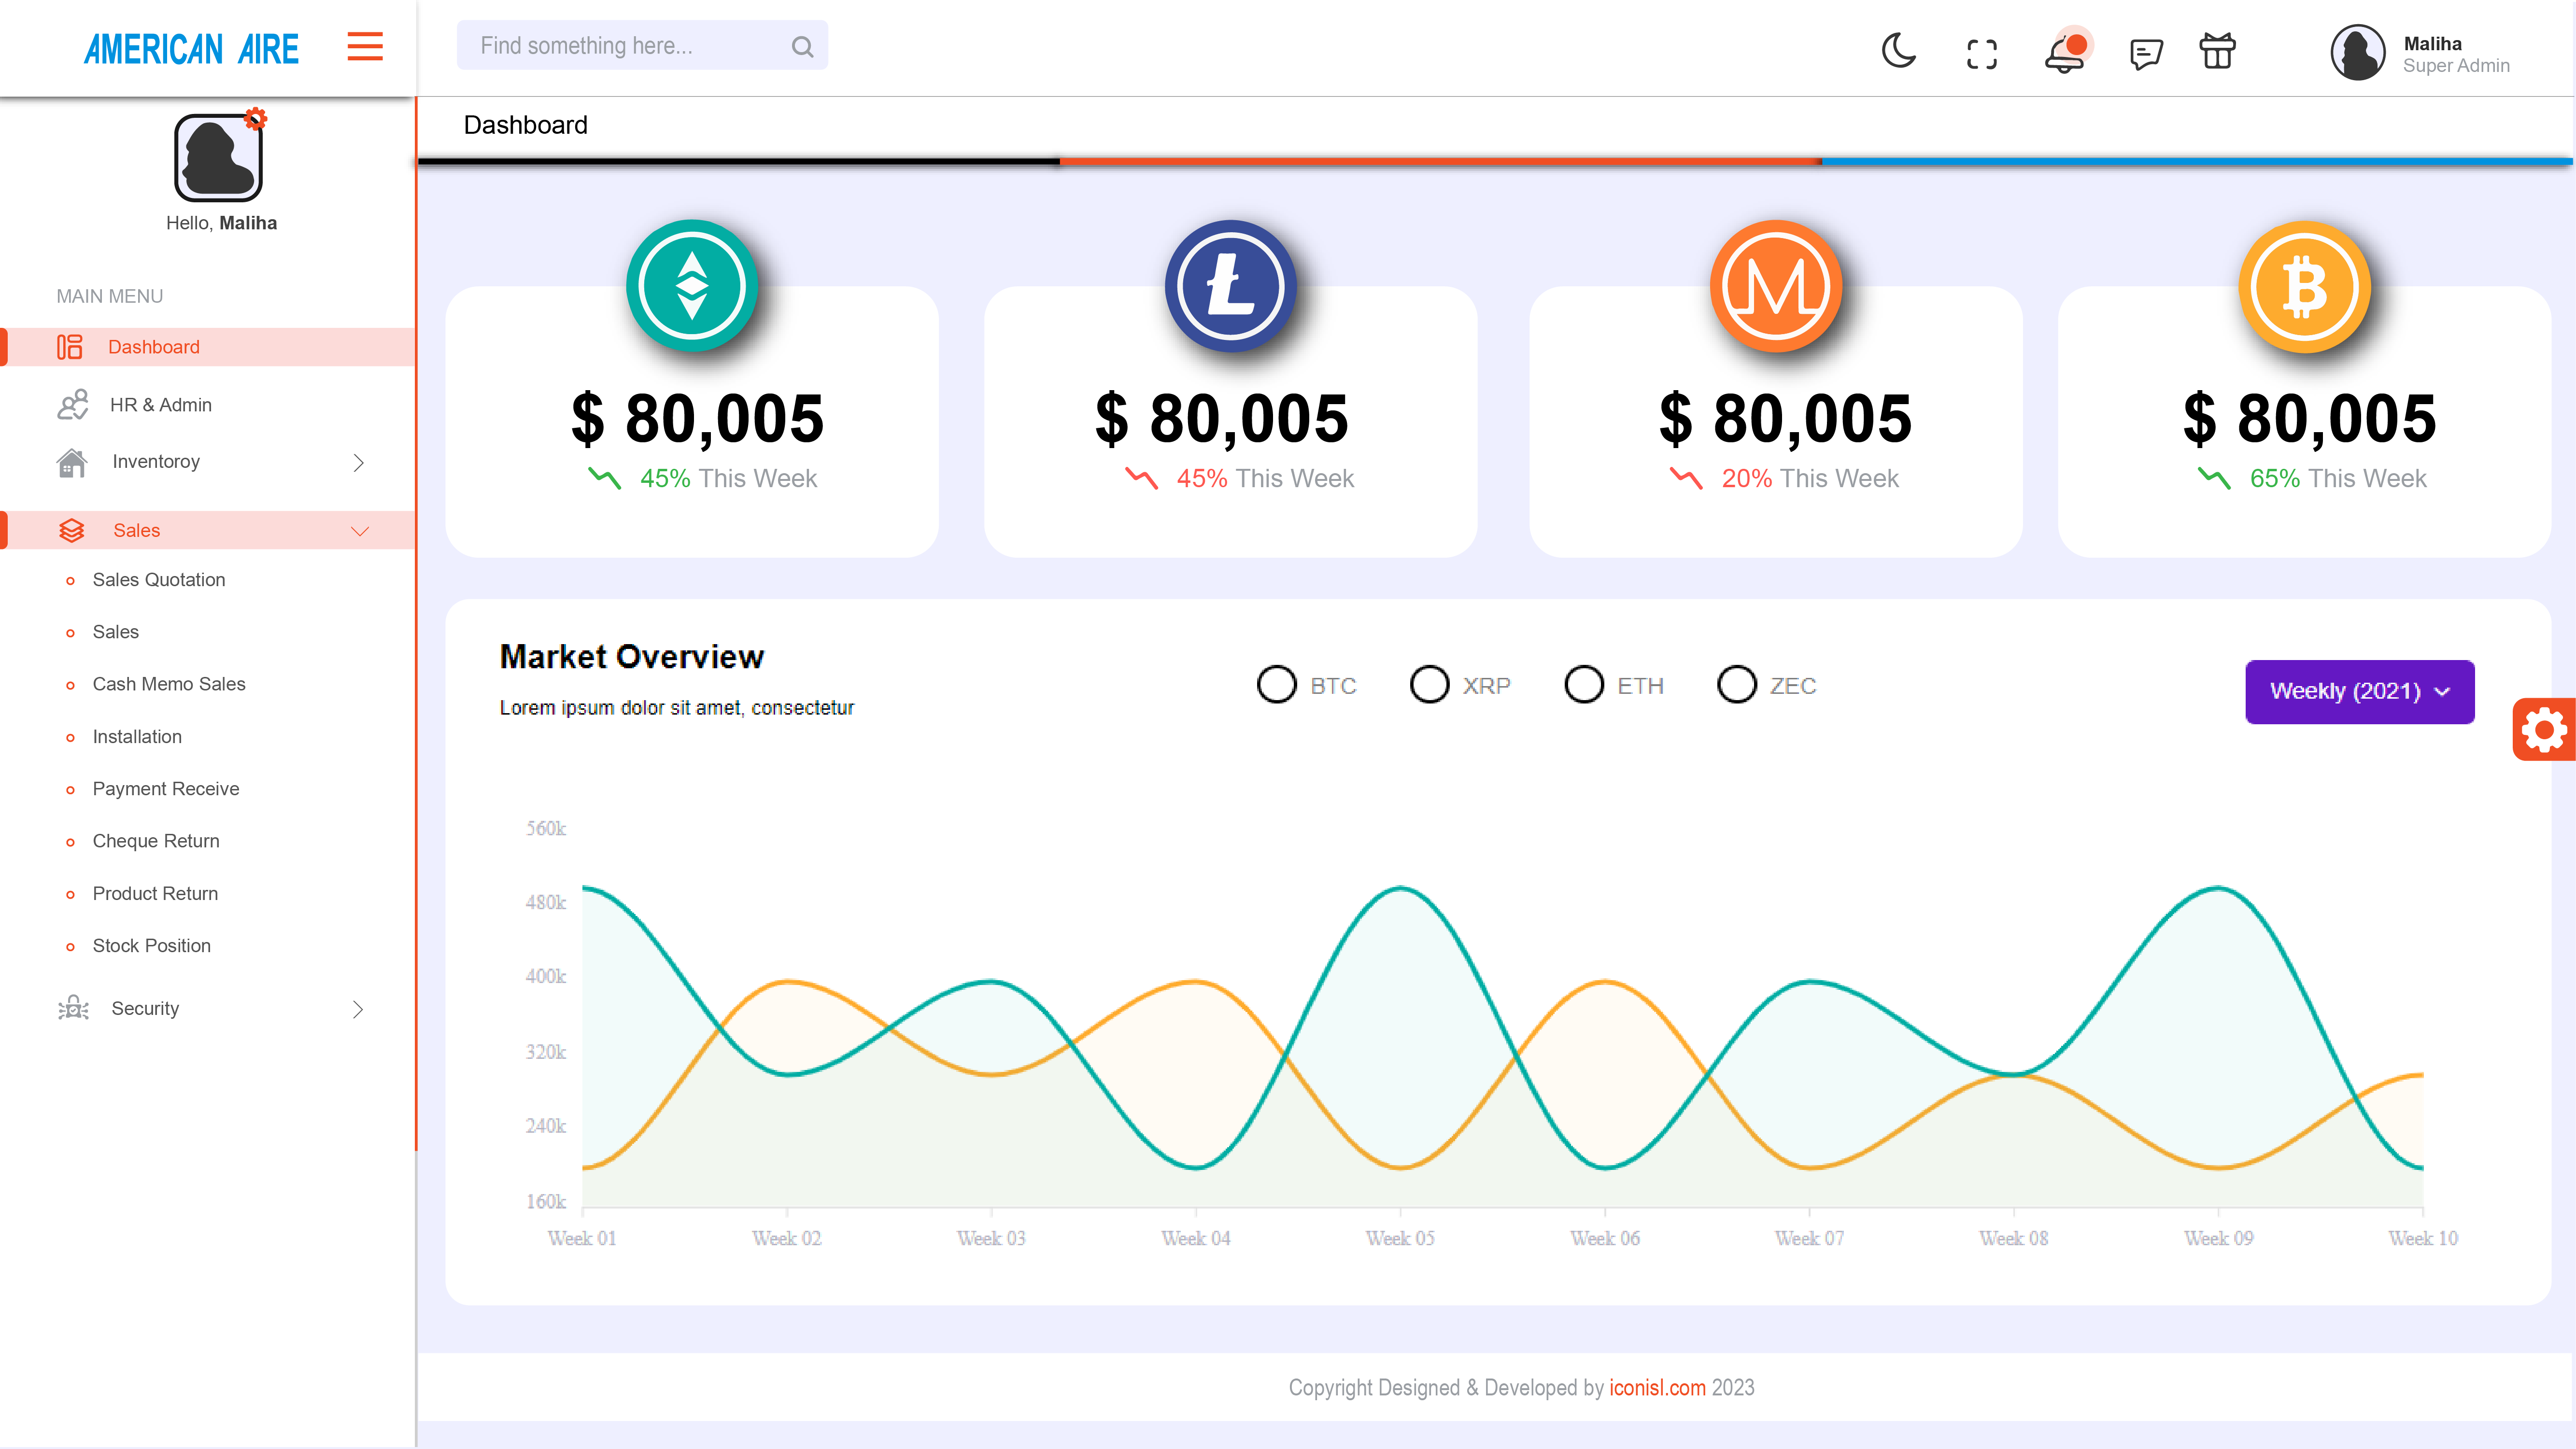 AMERICAN AIRE
Find something here...
Maliha
Super Admin
Dashboard
Hello, Maliha
MAIN MENU
Dashboard
HR & Admin
Inventoroy
Sales
Sales Quotation
Sales
Cash Memo Sales
Installation
Payment Receive
Cheque Return
Product Return
Stock Position
Security
$ 80,005
45% This Week
$ 80,005
45% This Week
$ 80,005
20% This Week
$ 80,005
65% This Week
Market Overview
Lorem ipsum dolor sit amet, consectetur
BTC
XRP
ETH
ZEC
Weekly (2021)
560k
480k
400k
320k
240k
160k
Week 01
Week 02
Week 03
Week 04
Week 05
Week 06
Week 07
Week 08
Week 09
Week 10
Copyright Designed & Developed by iconisl.com 2023